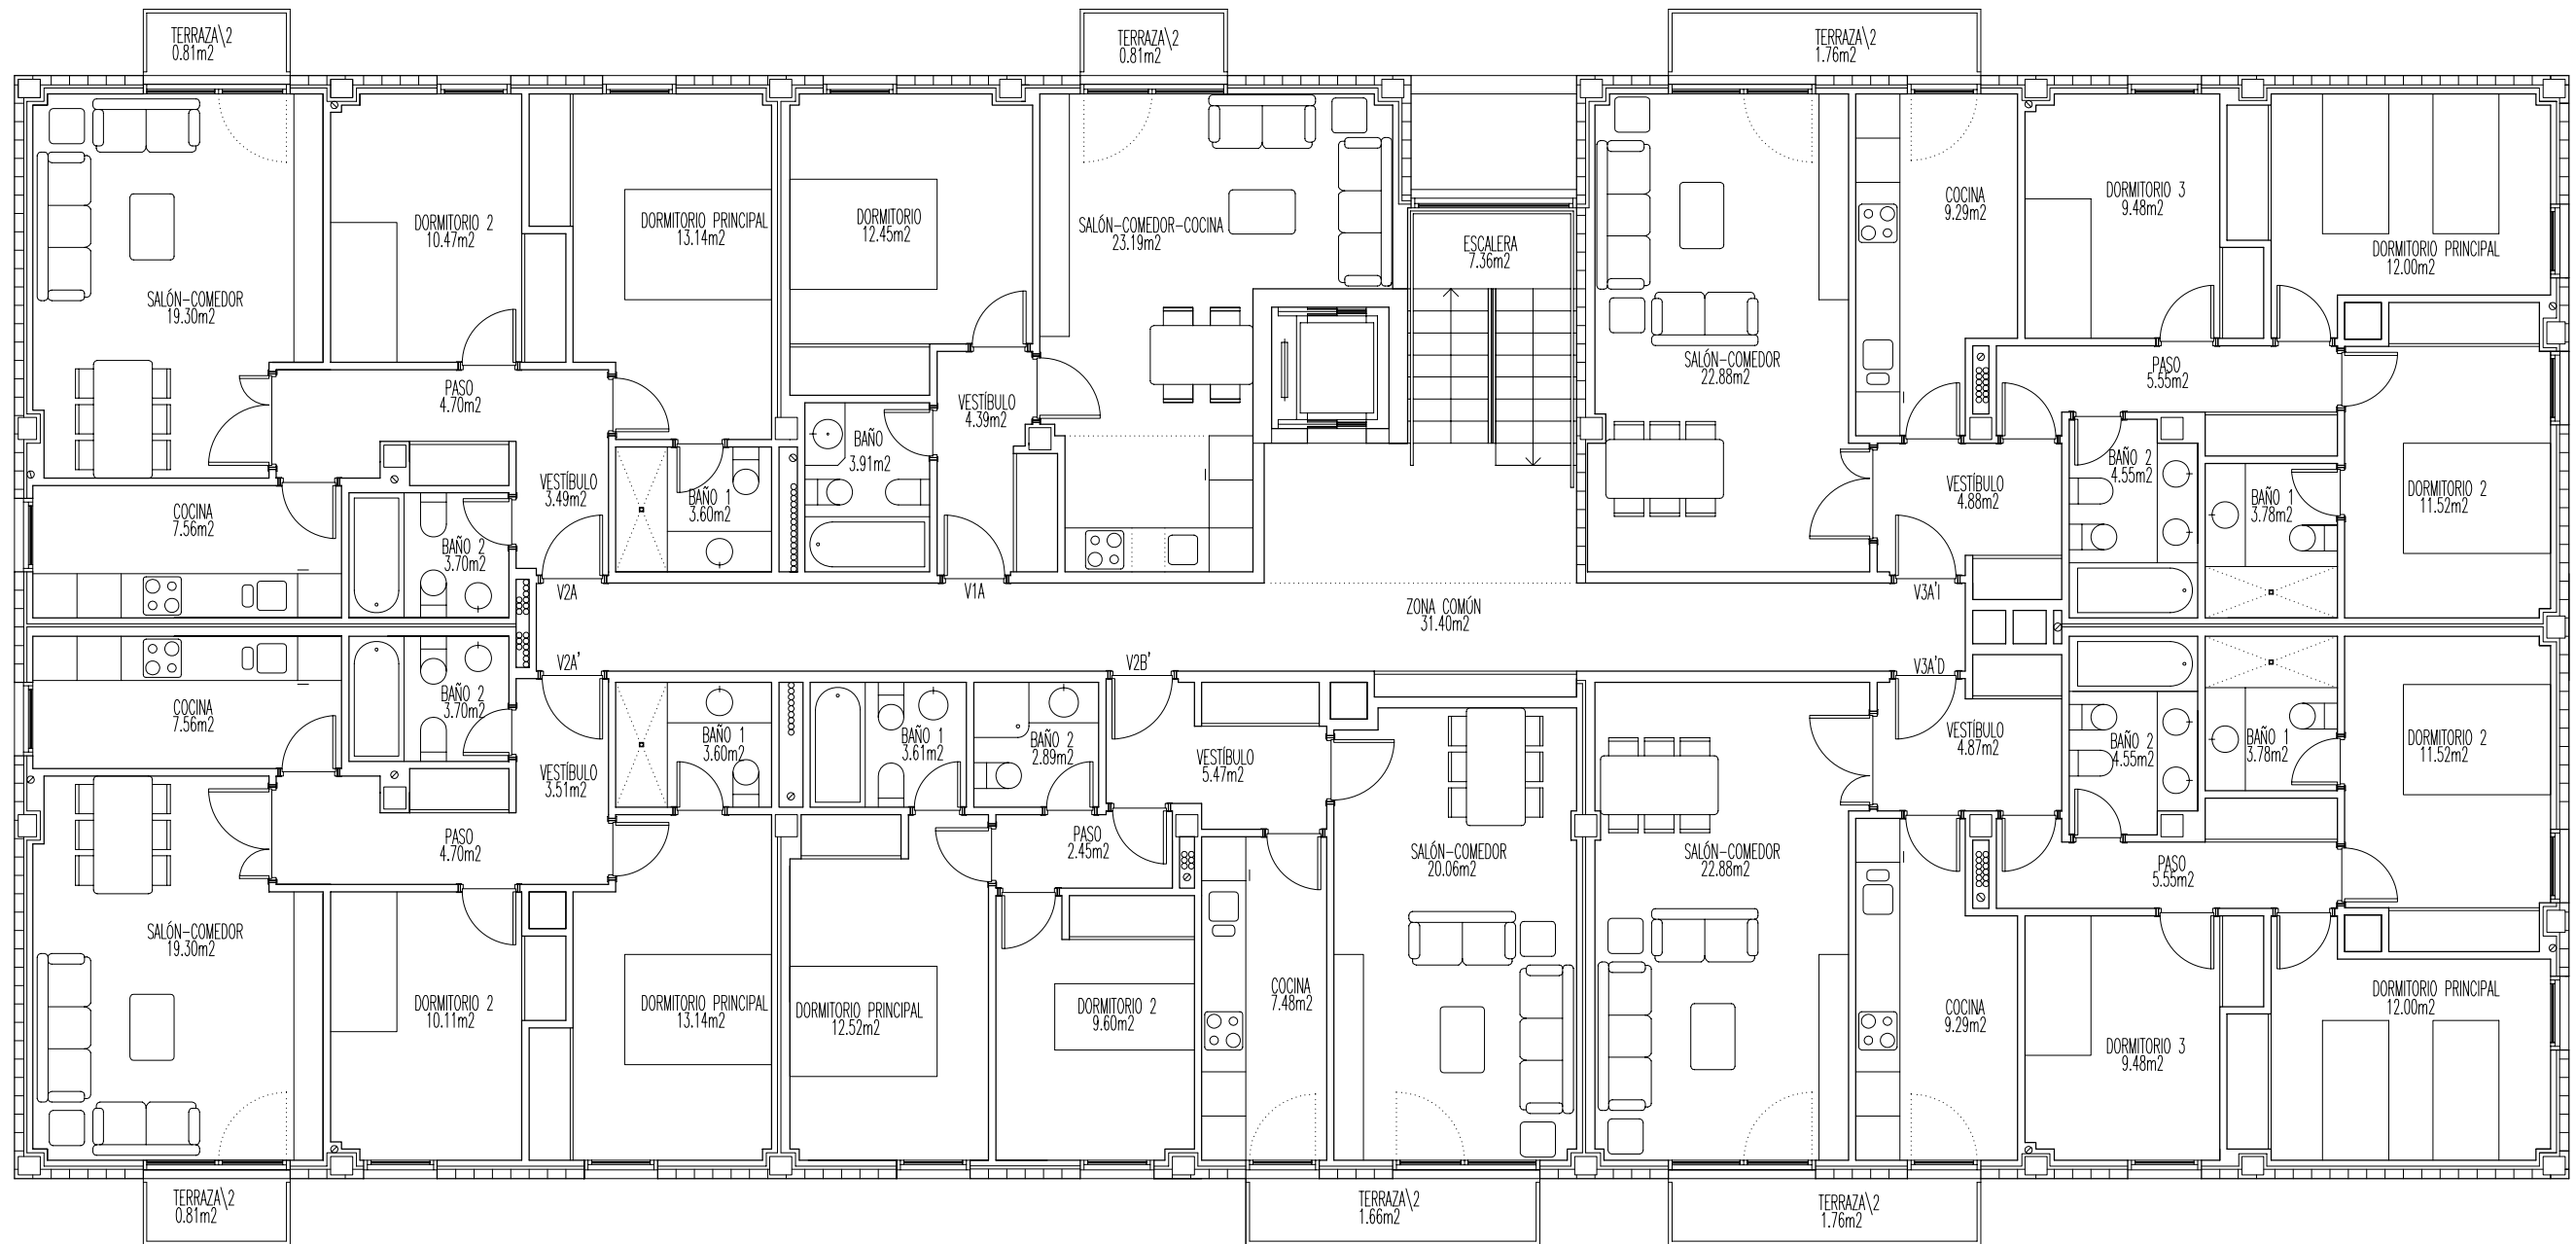 TERRAZA\2
0.81m2
TERRAZA\2
0.81m2
TERRAZA\2
1.76m2
SALÓN-COMEDOR
19.30m2
DORMITORIO 2
10.47m2
DORMITORIO PRINCIPAL
13.14m2
DORMITORIO
12.45m2
SALÓN-COMEDOR-COCINA
23.19m2
ESCALERA
7.36m2
SALÓN-COMEDOR
22.88m2
COCINA
9.29m2
DORMITORIO 3
9.48m2
DORMITORIO PRINCIPAL
12.00m2
PASO
4.70m2
VESTÍBULO
4.39m2
PASO
5.55m2
COCINA
7.56m2
BAÑO 2
3.70m2
VESTÍBULO
3.49m2
BAÑO 1
3.60m2
BAÑO
3.91m2
VESTÍBULO
4.88m2
BAÑO 2
4.55m2
BAÑO 1
3.78m2
DORMITORIO 2
11.52m2
V2A
V1A
V3A'I
ZONA COMÚN
31.40m2
V2A'
V2B'
V3A'D
COCINA
7.56m2
BAÑO 2
3.70m2
VESTÍBULO
3.51m2
BAÑO 1
3.60m2
BAÑO 1
3.61m2
BAÑO 2
2.89m2
VESTÍBULO
5.47m2
VESTÍBULO
4.87m2
BAÑO 2
4.55m2
BAÑO 1
3.78m2
DORMITORIO 2
11.52m2
PASO
4.70m2
PASO
2.45m2
SALÓN-COMEDOR
20.06m2
SALÓN-COMEDOR
22.88m2
PASO
5.55m2
SALÓN-COMEDOR
19.30m2
DORMITORIO 2
10.11m2
DORMITORIO PRINCIPAL
13.14m2
DORMITORIO PRINCIPAL
12.52m2
DORMITORIO 2
9.60m2
COCINA
7.48m2
COCINA
9.29m2
DORMITORIO 3
9.48m2
DORMITORIO PRINCIPAL
12.00m2
TERRAZA\2
0.81m2
TERRAZA\2
1.66m2
TERRAZA\2
1.76m2